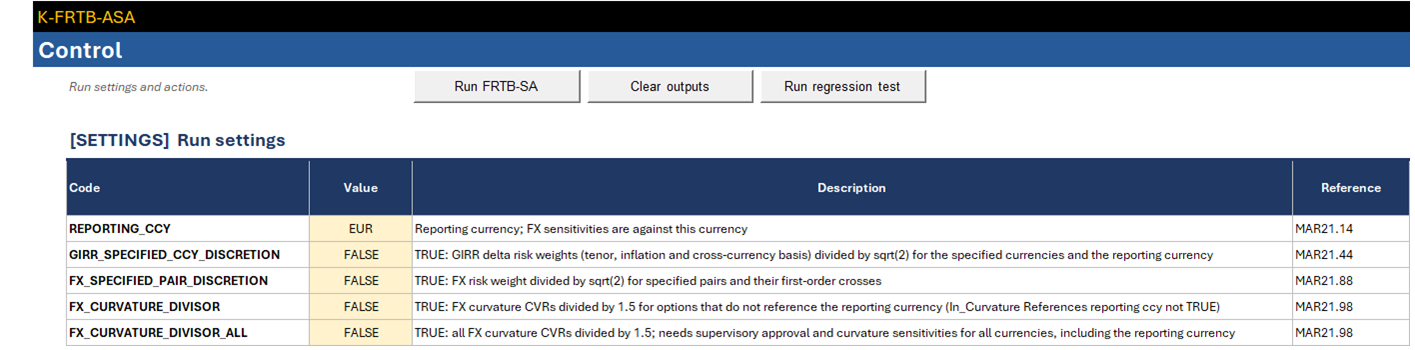 K-FRTB-ASA
Control
Run settings and actions.
Run FRTB-SA
Clear outputs
Run regression test
[SETTINGS] Run settings
Code Value Description Reference
REPORTING_CCY EUR Reporting currency; FX sensitivities are against this currency MAR21.14
GIRR_SPECIFIED_CCY_DISCRETION FALSE TRUE: GIRR delta risk weights (tenor, inflation and cross-currency basis) divided by sqrt(2) for the specified currencies and the reporting currency MAR21.44
FX_SPECIFIED_PAIR_DISCRETION FALSE TRUE: FX risk weight divided by sqrt(2) for specified pairs and their first-order crosses MAR21.88
FX_CURVATURE_DIVISOR FALSE TRUE: FX curvature CVRs divided by 1.5 for options that do not reference the reporting currency (In_Curvature References reporting ccy not TRUE) MAR21.98
FX_CURVATURE_DIVISOR_ALL FALSE TRUE: all FX curvature CVRs divided by 1.5; needs supervisory approval and curvature sensitivities for all currencies, including the reporting currency MAR21.98